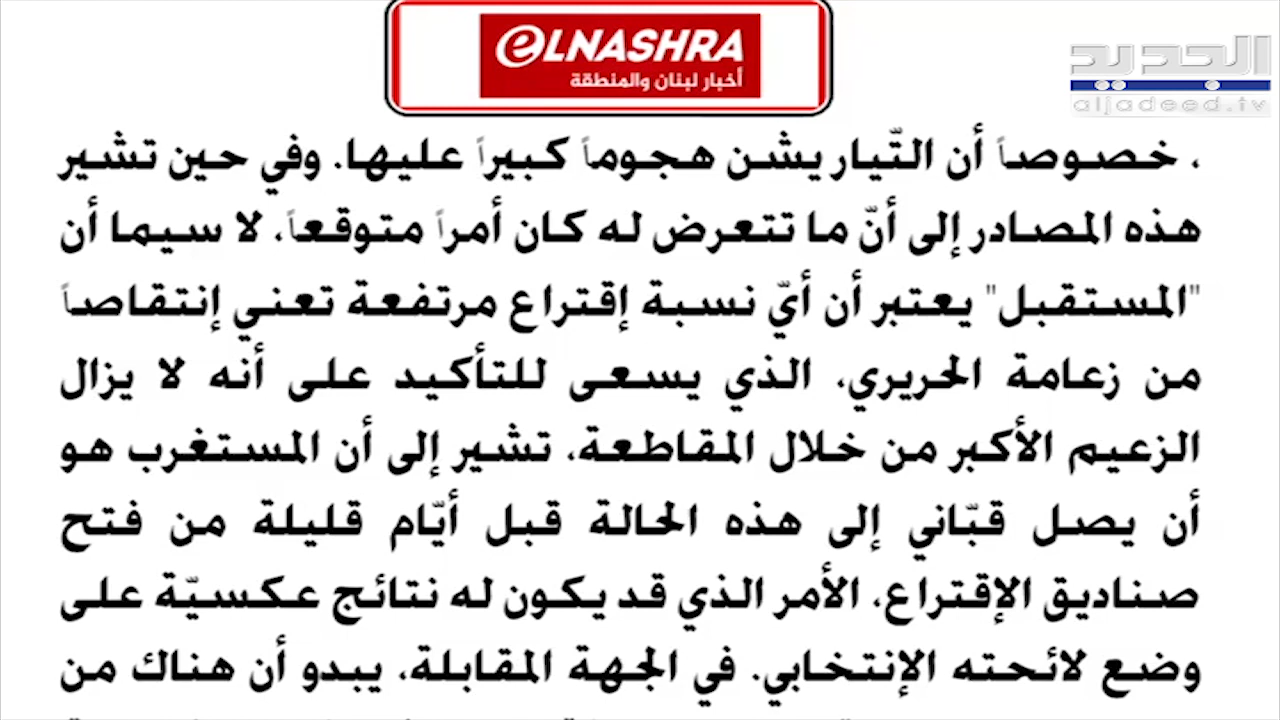 ELNASHRA
أخبار لبنان والمنطقة
الجديد
aljadeed.tv
، خصوصاً أن التّيار يشن هجوماً كبيراً عليها. وفي حين تشير
هذه المصادر إلى أنّ ما تتعرض له كان أمراً متوقعاً، لا سيما أن
"المستقبل" يعتبر أن أيّ نسبة إقتراع مرتفعة تعني إنتقاصاً
من زعامة الحريري، الذي يسعى للتأكيد على أنه لا يزال
الزعيم الأكبر من خلال المقاطعة، تشير إلى أن المستغرب هو
أن يصل قبّاني إلى هذه الحالة قبل أيّام قليلة من فتح
صناديق الإقتراع، الأمر الذي قد يكون له نتائج عكسيّة على
وضع لائحته الإنتخابي. في الجهة المقابلة، يبدو أن هناك من